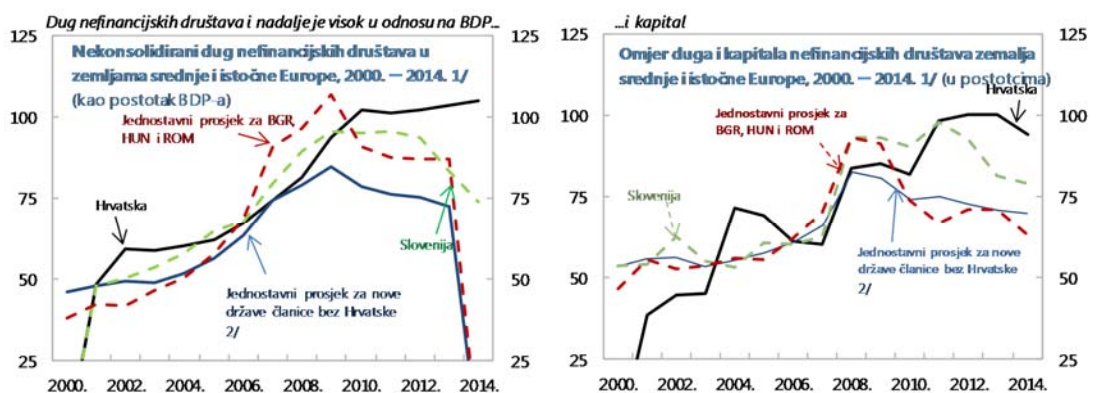 Dug nefinancijskih društava i nadalje je visok u odnosu na BDP...
125
100
75
50
25
Nekonsolidirani dug nefinancijskih društava u
zemljama srednje i istočne Europe, 2000. — 2014. 1/
(kao postotak BDP-a)
Jednostavni prosjek za BGR,
HUN i ROM
Hrvatska
Slovenija
Jednostavni prosjek za nove
države članice bez Hrvatske
2/
125
100
75
50
25
2000. 2002. 2004. 2006. 2008. 2010. 2012. 2014.
...i kapital
125
100
75
50
25
Omjer duga i kapitala nefinancijskih društava zemalja
srednje i istočne Europe, 2000. — 2014. 1/ (u postotcima)
Hrvatska
Jednostavni prosjek za
BGR, HUN i ROM
Slovenija
Jednostavni prosjek za nove
države članice bez Hrvatske
2/
125
100
75
50
25
2000. 2002. 2004. 2006. 2008. 2010. 2012. 2014.